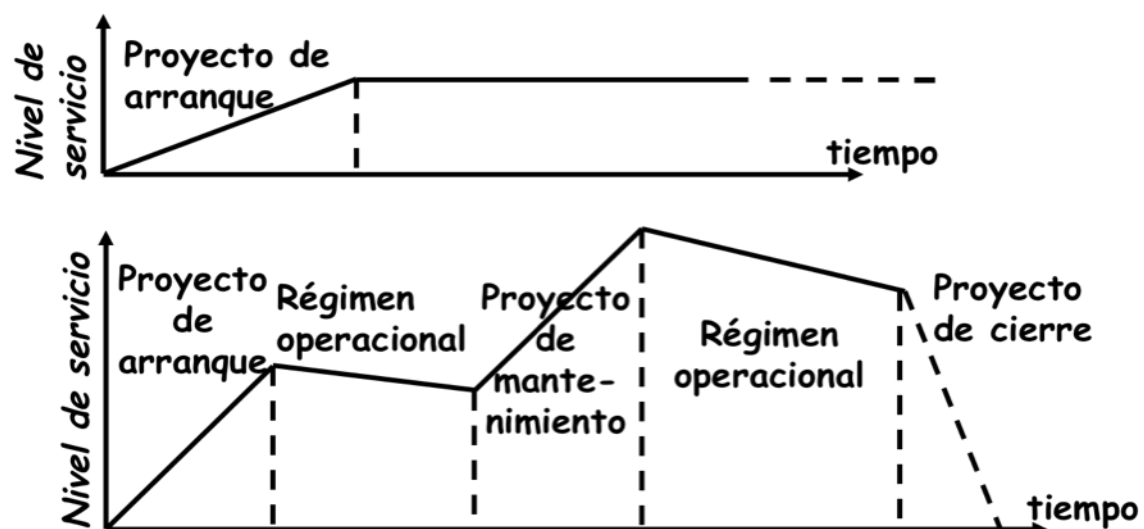 Nivel de
servicio
Proyecto de
arranque
tiempo
Nivel de servicio
Proyecto
de
arranque
Régimen
operacional
Proyecto
de
mante-
nimiento
Régimen
operacional
Proyecto
de cierre
tiempo